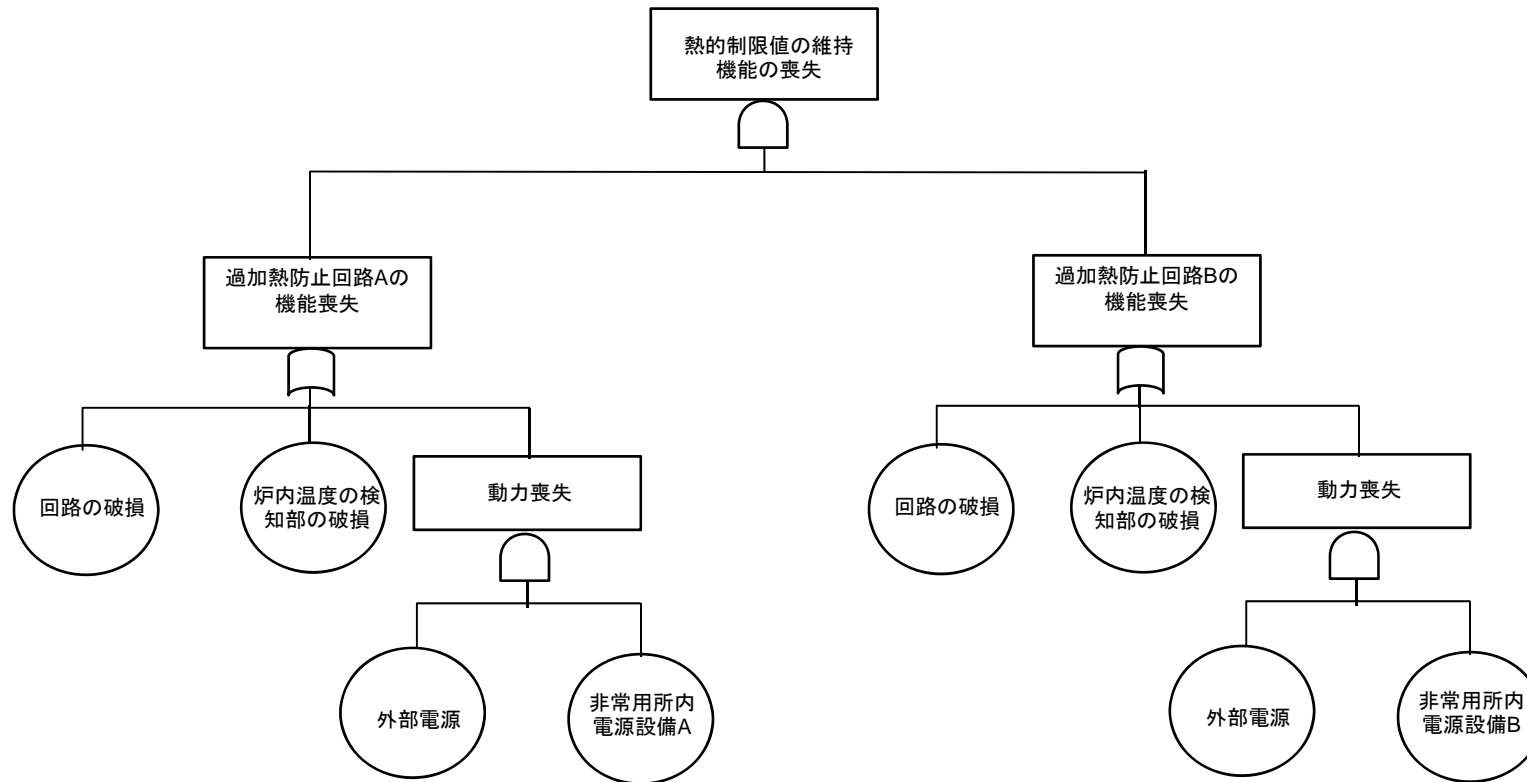 熱的制限値の維持
機能の喪失
過加熱防止回路Aの
機能喪失
過加熱防止回路Bの
機能喪失
回路の破損
炉内温度の検
知部の破損
動力喪失
回路の破損
炉内温度の検
知部の破損
動力喪失
外部電源
非常用所内
電源設備A
外部電源
非常用所内
電源設備B